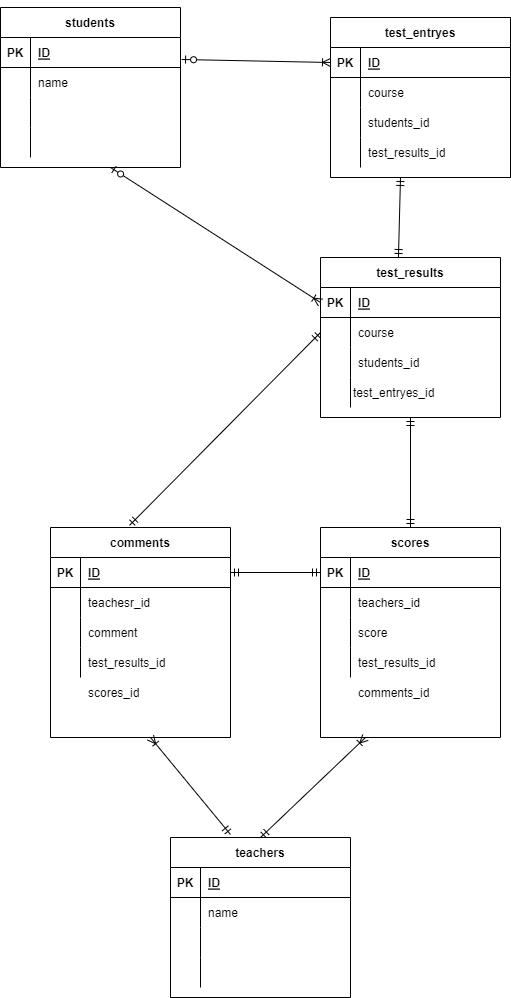 students
PK ID
name
test_entryes
PK ID
course
students_id
test_results_id
test_results
PK ID
course
students_id
test_entryes_id
comments
PK ID
teachesr_id
comment
test_results_id
scores_id
scores
PK ID
teachers_id
score
test_results_id
comments_id
teachers
PK ID
name